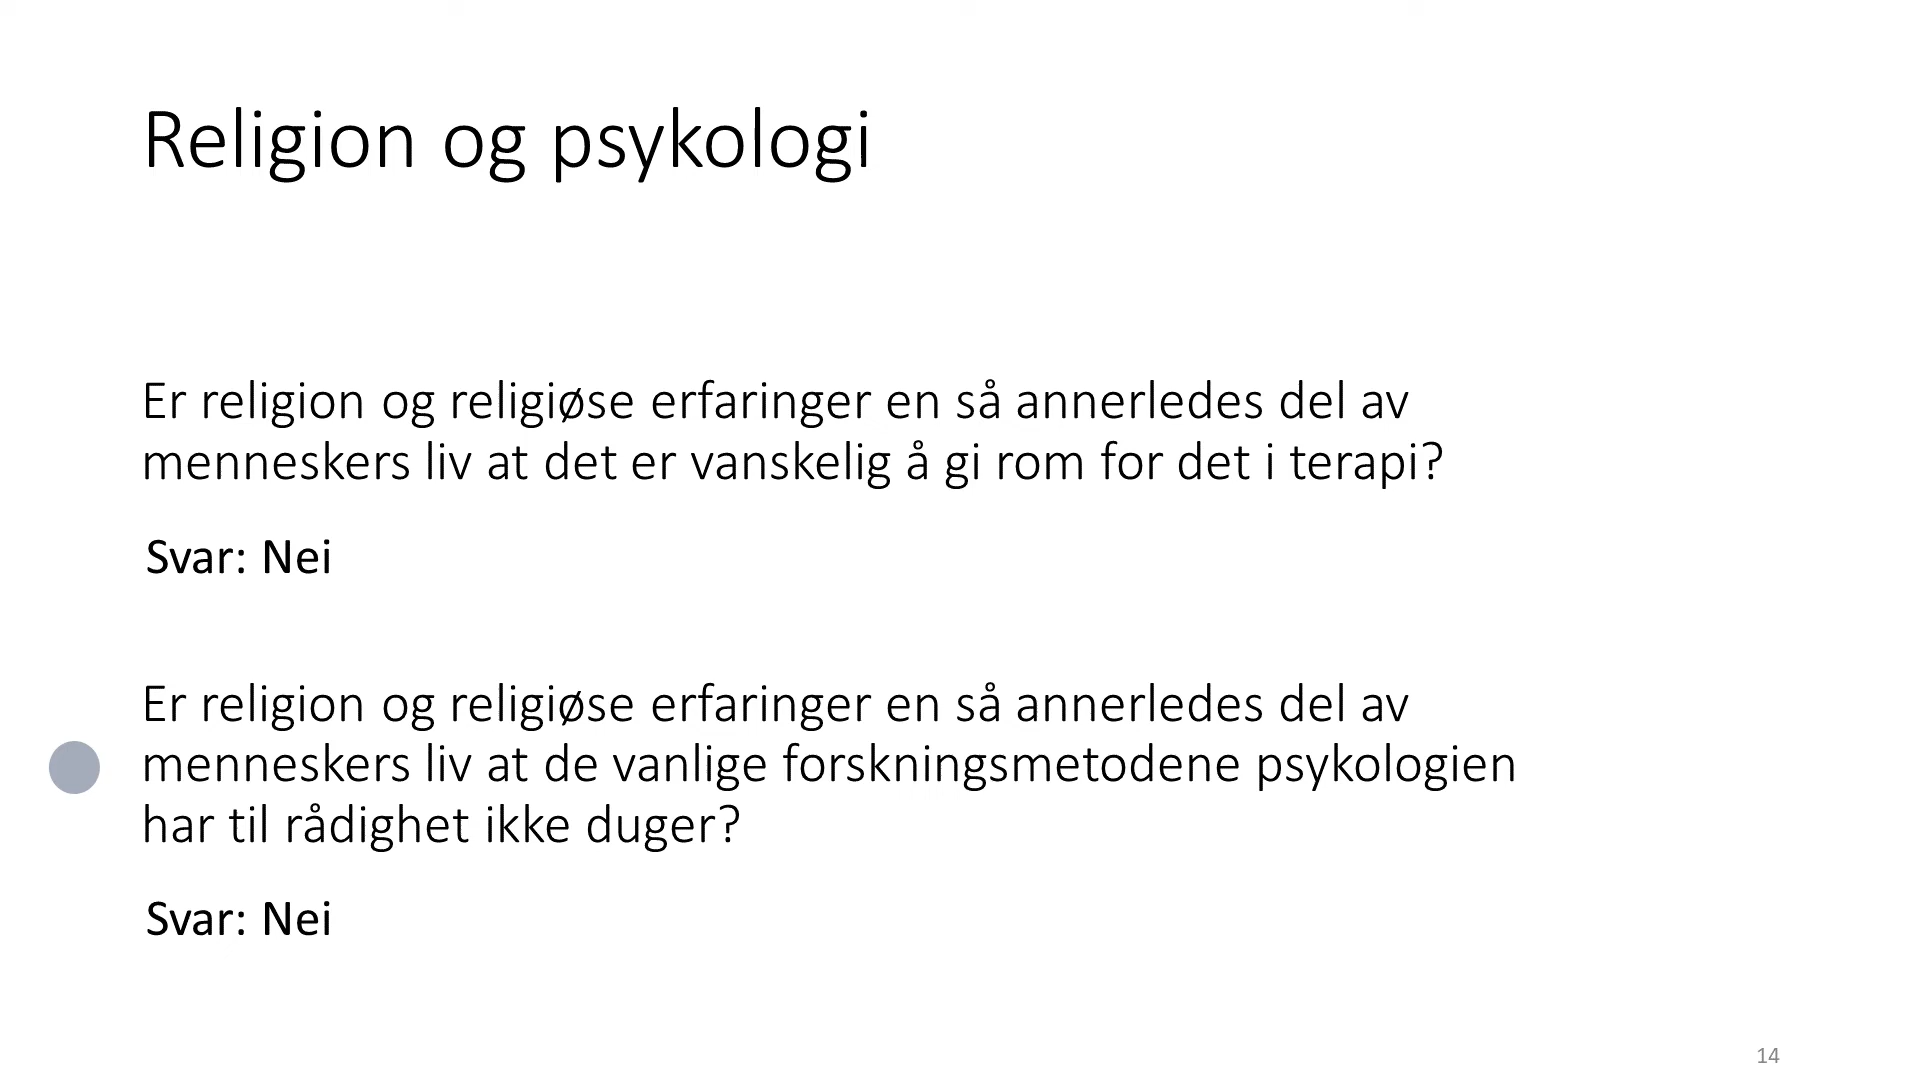 Religion og psykologi
Er religion og religiøse erfaringer en så annerledes del av
menneskers liv at det er vanskelig å gi rom for det i terapi?
Svar: Nei
Er religion og religiøse erfaringer en så annerledes del av
menneskers liv at de vanlige forskningsmetodene psykologien
har til rådighet ikke duger?
Svar: Nei
14